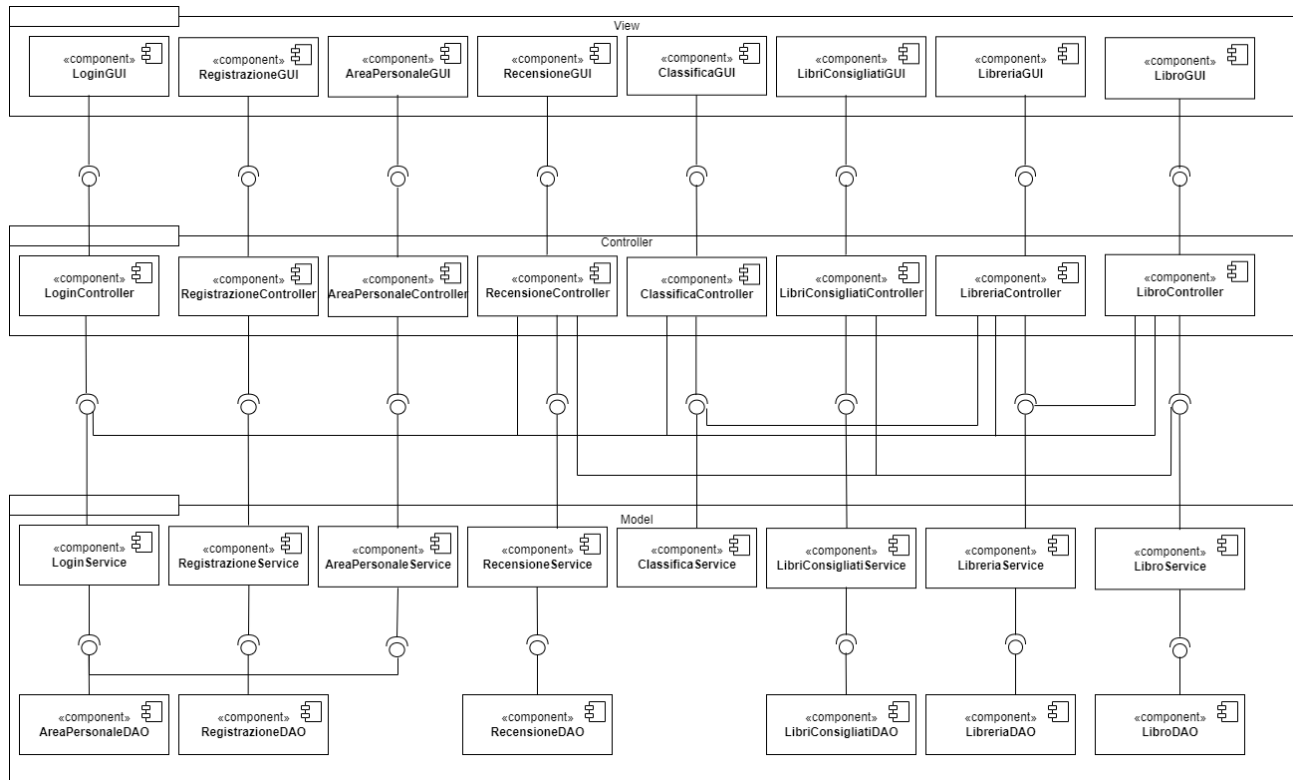 View
«component»
LoginGUI
«component»
RegistrazioneGUI
«component»
AreaPersonaleGUI
«component»
RecensioneGUI
«component»
ClassificaGUI
«component»
LibriConsigliatiGUI
«component»
LibreriaGUI
«component»
LibroGUI
Controller
«component»
LoginController
«component»
RegistrazioneController
«component»
AreaPersonaleController
«component»
RecensioneController
«component»
ClassificaController
«component»
LibriConsigliatiController
«component»
LibreriaController
«component»
LibroController
Model
«component»
LoginService
«component»
RegistrazioneService
«component»
AreaPersonaleService
«component»
RecensioneService
«component»
ClassificaService
«component»
LibriConsigliatiService
«component»
LibreriaService
«component»
LibroService
«component»
AreaPersonaleDAO
«component»
RegistrazioneDAO
«component»
RecensioneDAO
«component»
LibriConsigliatiDAO
«component»
LibreriaDAO
«component»
LibroDAO